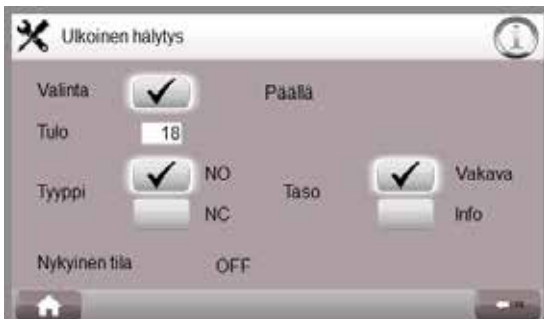 Ulkoinen hälytys
Valinta Päällä
Tulo 18
Tyyppi NO Taso Vakava
NC Info
Nykyinen tila OFF